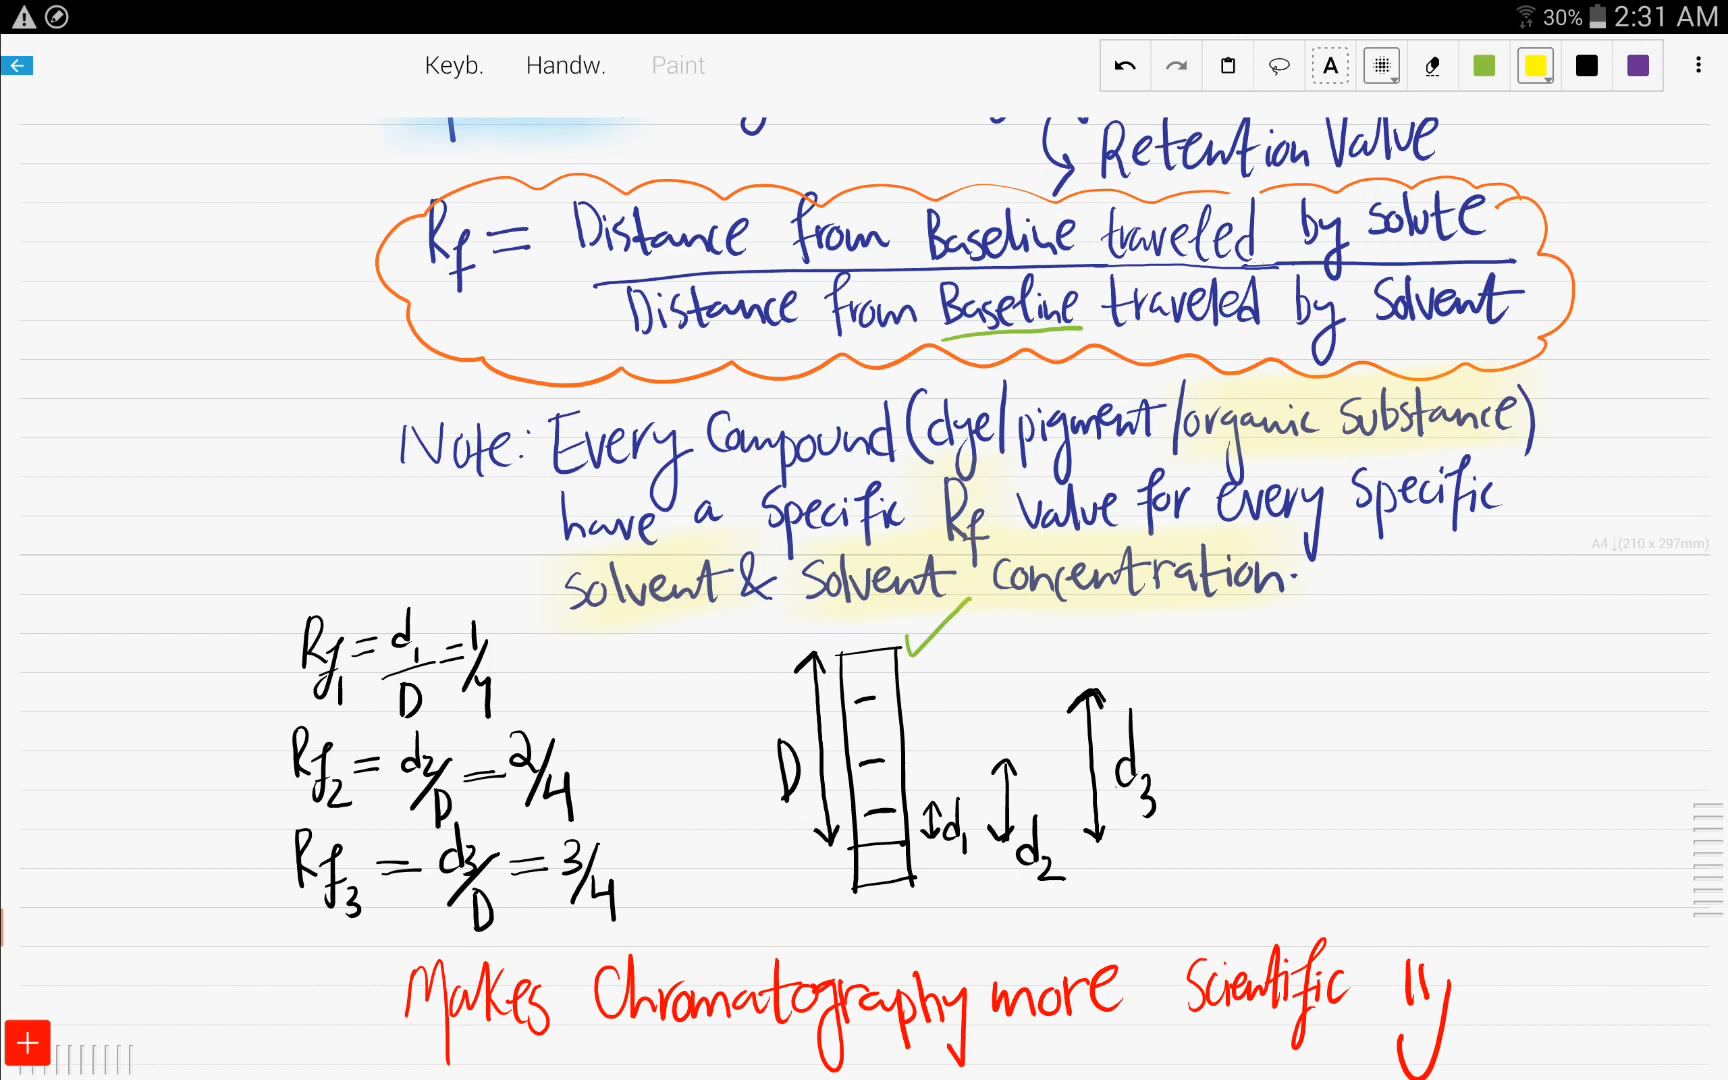 30% 2:31 AM
Keyb. Handw. Paint
A
Retention Value
Rf = Distance from Baseline traveled by solute
Distance from Baseline traveled by Solvent
Note: Every Compound (dye/pigment/organic substance)
have a specific Rf value for every specific
A4 ↓(210 x 297mm)
solvent & solvent concentration.
Rf1 = d1/D = 1/4
Rf2 = d2/D = 2/4
Rf3 = d3/D = 3/4
D
d1
d2
d3
Makes Chromatography more Scientific